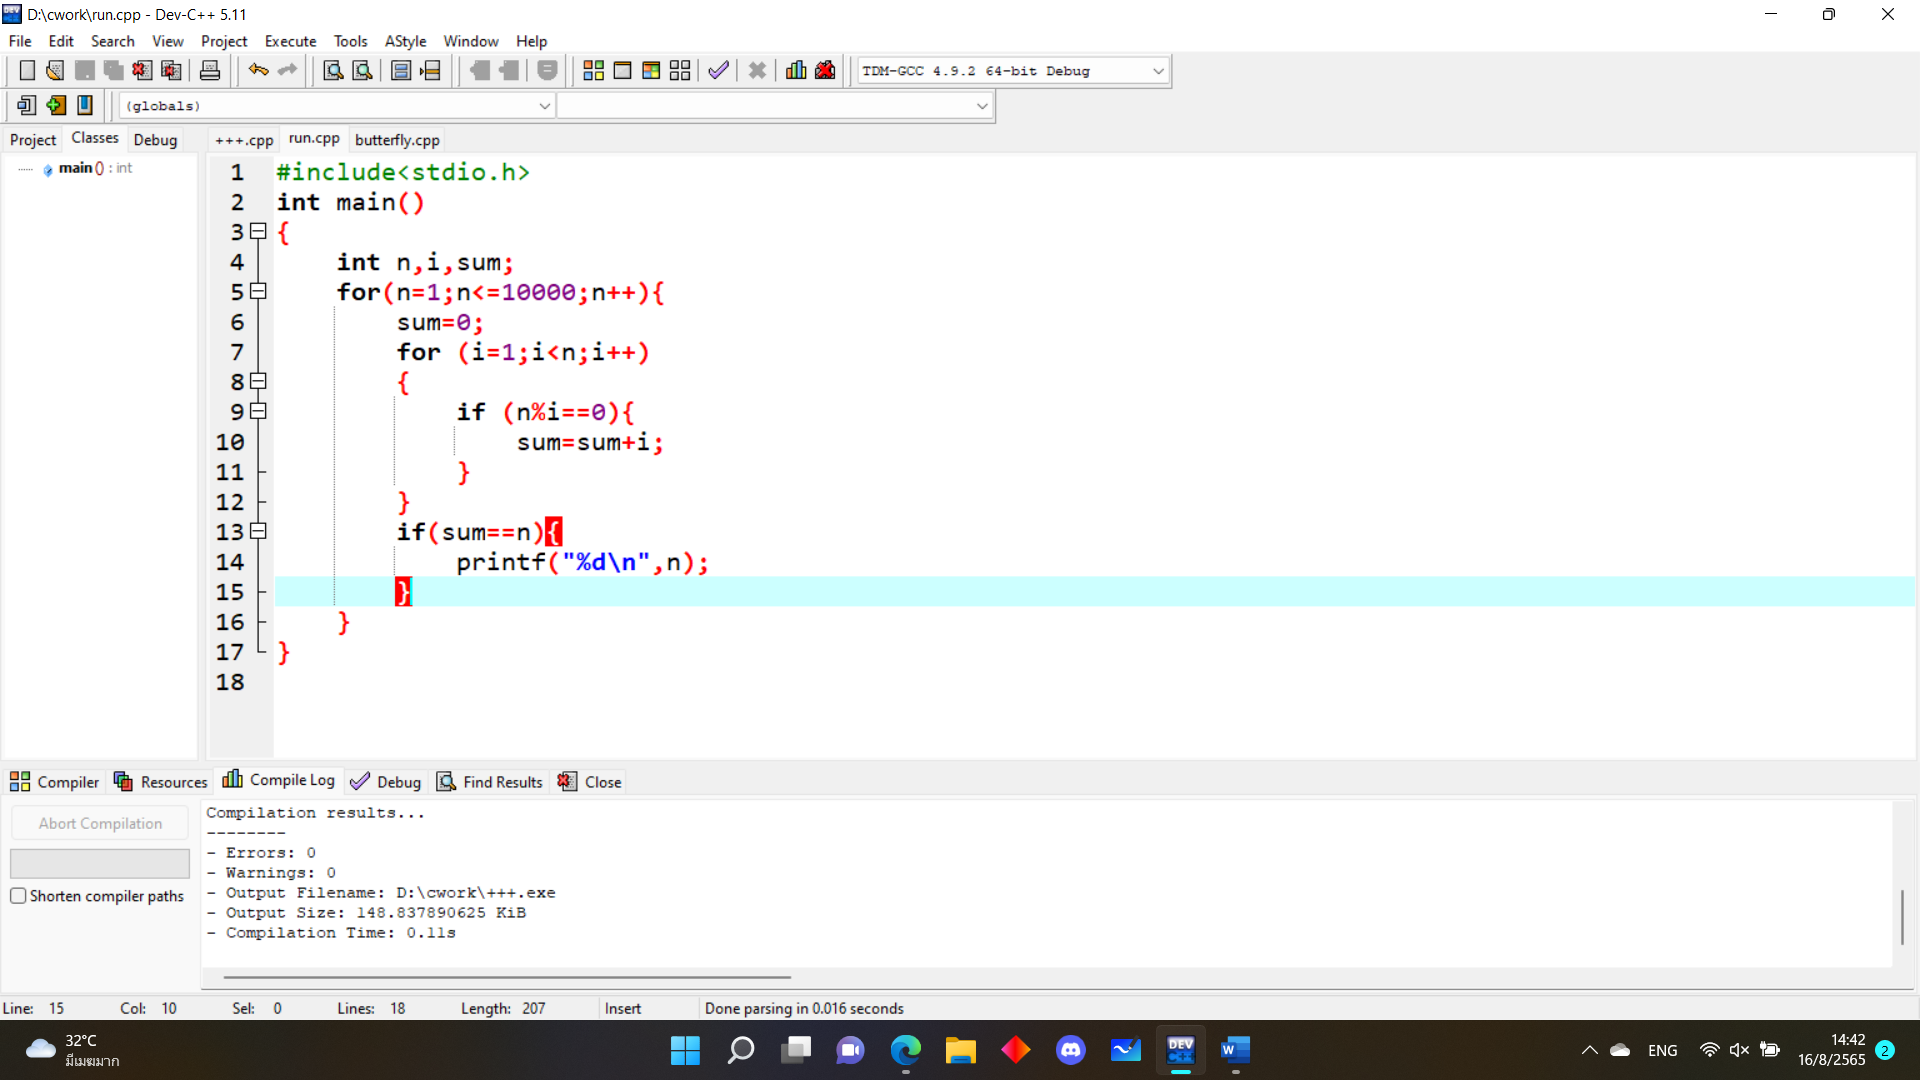 D:\cwork\run.cpp - Dev-C++ 5.11
File Edit Search View Project Execute Tools AStyle Window Help
TDM-GCC 4.9.2 64-bit Debug
(globals)
Project Classes Debug
+++.cpp run.cpp butterfly.cpp
main () : int
1 #include<stdio.h>
2 int main()
3 {
4 int n,i,sum;
5 for(n=1;n<=10000;n++){
6 sum=0;
7 for (i=1;i<n;i++)
8 {
9 if (n%i==0){
10 sum=sum+i;
11 }
12 }
13 if(sum==n){
14 printf("%d\n",n);
15 }
16 }
17 }
18
Compiler Resources Compile Log Debug Find Results Close
Abort Compilation
Shorten compiler paths
Compilation results...
--------
- Errors: 0
- Warnings: 0
- Output Filename: D:\cwork\+++.exe
- Output Size: 148.837890625 KiB
- Compilation Time: 0.11s
Line: 15 Col: 10 Sel: 0 Lines: 18 Length: 207 Insert Done parsing in 0.016 seconds
32°C
มีเมฆมาก
DEV C++
W
ENG
14:42
16/8/2565
2